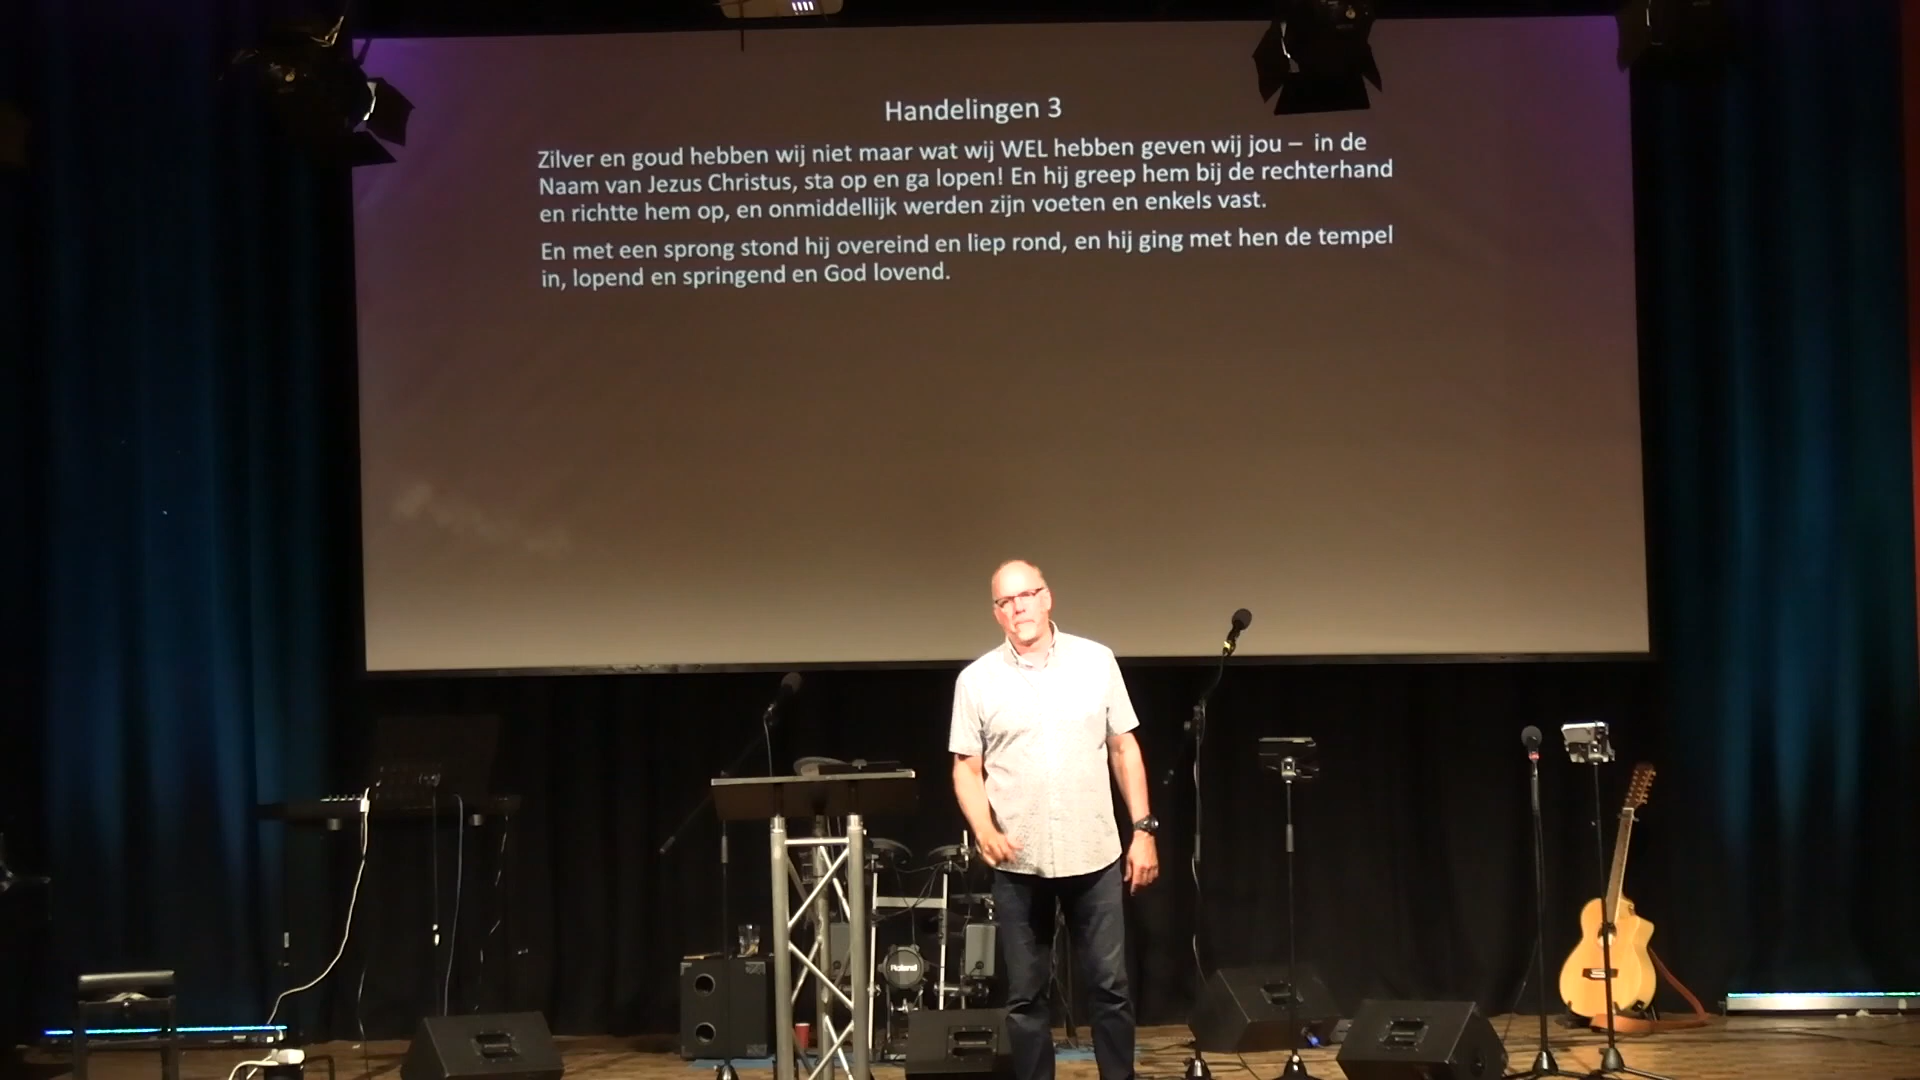 Handelingen 3
Zilver en goud hebben wij niet maar wat wij WEL hebben geven wij jou – in de
Naam van Jezus Christus, sta op en ga lopen! En hij greep hem bij de rechterhand
en richtte hem op, en onmiddellijk werden zijn voeten en enkels vast.
En met een sprong stond hij overeind en liep rond, en hij ging met hen de tempel
in, lopend en springend en God lovend.
Roland